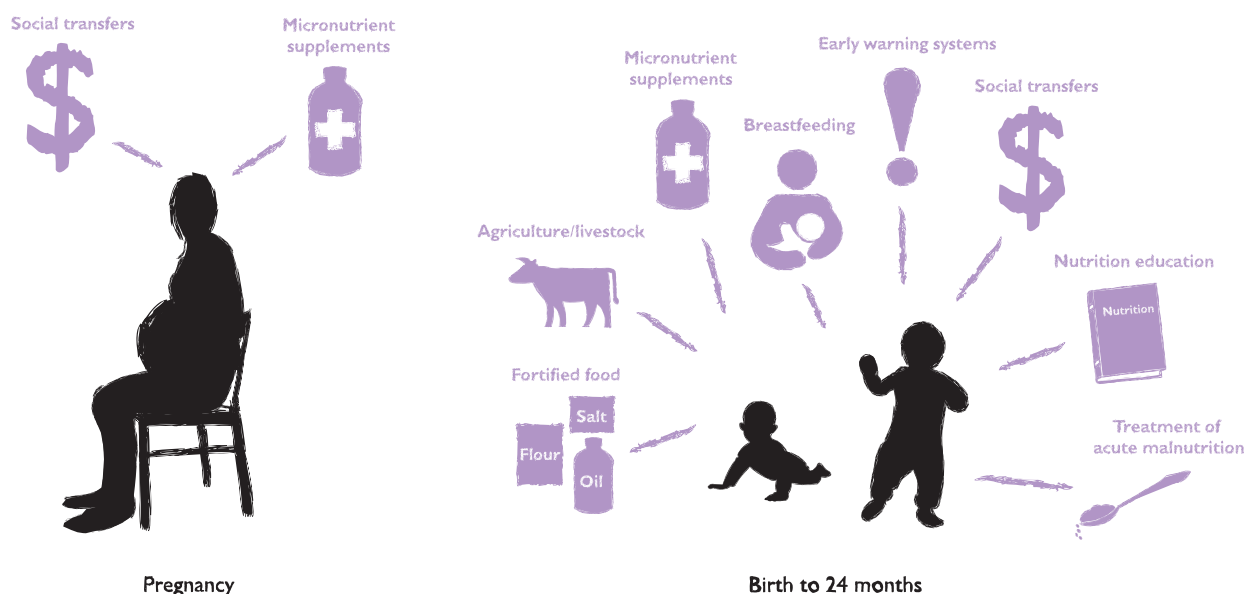 Social transfers
Micronutrient
supplements
Pregnancy
Early warning systems
Micronutrient
supplements
Social transfers
Breastfeeding
Agriculture/livestock
Nutrition education
Nutrition
Fortified food
Salt
Flour
Oil
Treatment of
acute malnutrition
Birth to 24 months